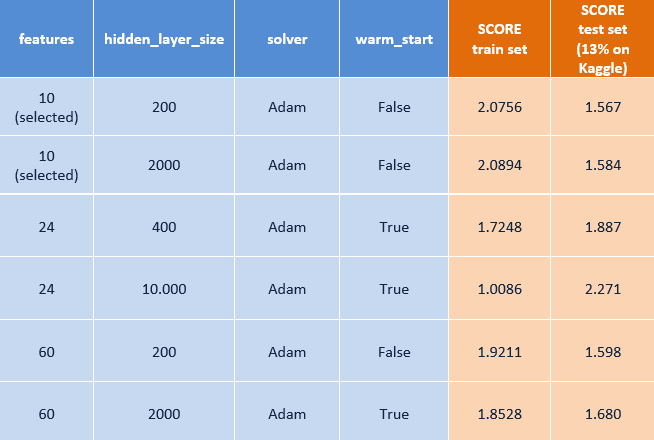 features hidden_layer_size solver warm_start SCORE train set SCORE test set (13% on Kaggle)
10 (selected) 200 Adam False 2.0756 1.567
10 (selected) 2000 Adam False 2.0894 1.584
24 400 Adam True 1.7248 1.887
24 10.000 Adam True 1.0086 2.271
60 200 Adam False 1.9211 1.598
60 2000 Adam True 1.8528 1.680